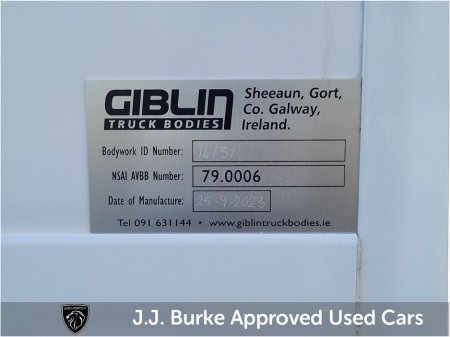 GIBLIN
TRUCK BODIES
Sheeaun, Gort,
Co. Galway,
Ireland.
Bodywork ID Number: 14131
NSAI AVBB Number: 79.0006
Date of Manufacture: 25-9-2023
Tel 091 631144 • www.giblintruckbodies.ie
J.J. Burke Approved Used Cars